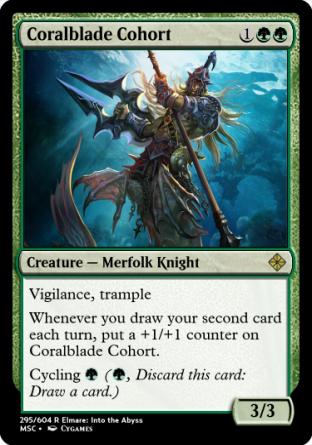 Coralblade Cohort 1
Creature — Merfolk Knight
Vigilance, trample
Whenever you draw your second card
each turn, put a +1/+1 counter on
Coralblade Cohort.
Cycling (, Discard this card:
Draw a card.)
3/3
295/604 R Elmare: Into the Abyss
MSC • Cygames